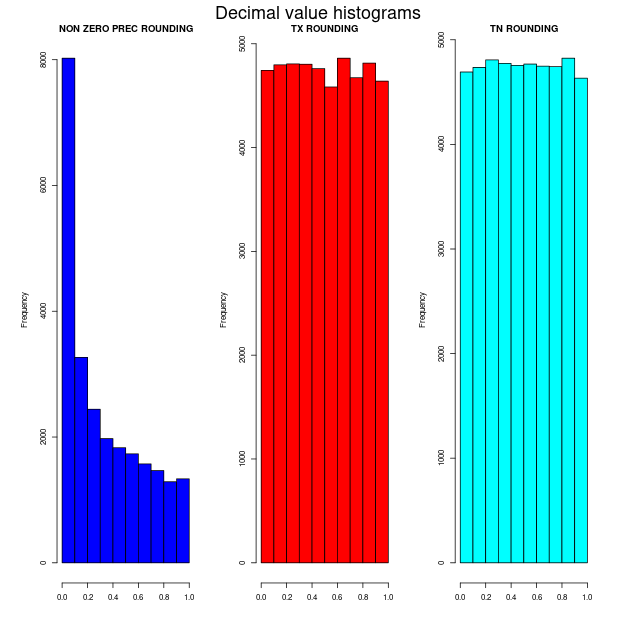 Decimal value histograms
NON ZERO PREC ROUNDING
Frequency
0 2000 4000 6000 8000
0.0 0.2 0.4 0.6 0.8 1.0
TX ROUNDING
Frequency
0 1000 2000 3000 4000 5000
0.0 0.2 0.4 0.6 0.8 1.0
TN ROUNDING
Frequency
0 1000 2000 3000 4000 5000
0.0 0.2 0.4 0.6 0.8 1.0